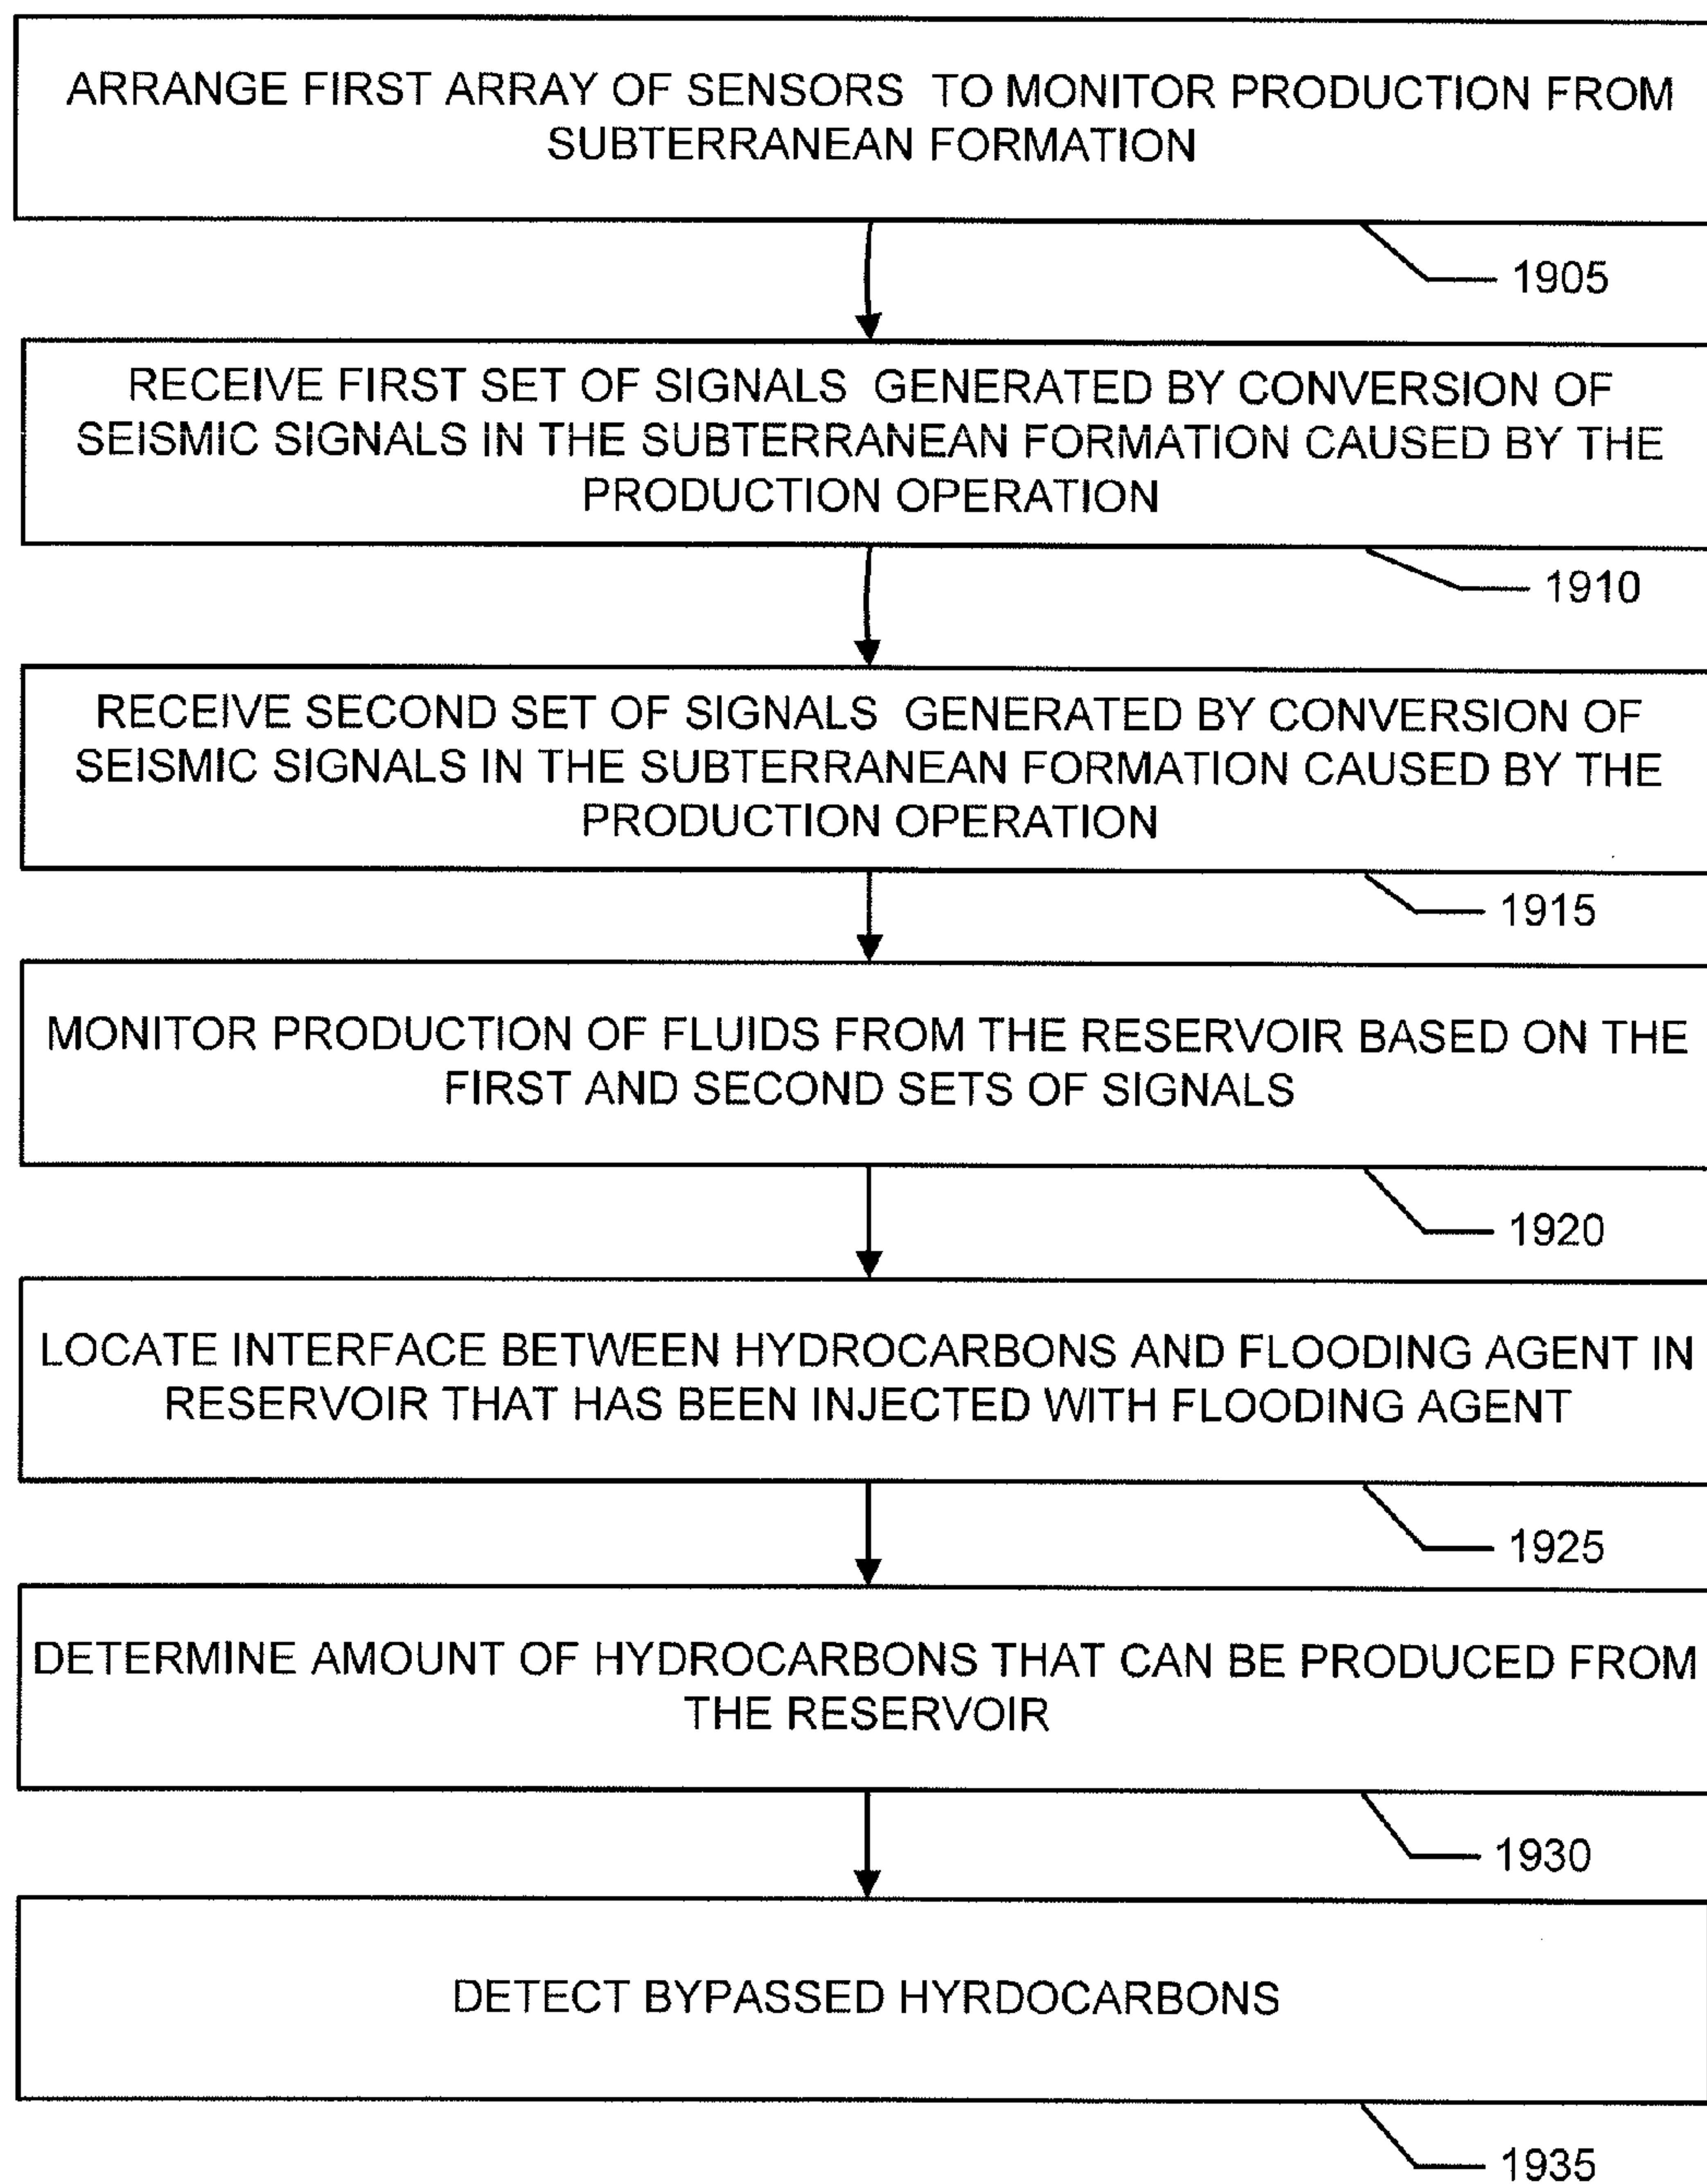 ARRANGE FIRST ARRAY OF SENSORS TO MONITOR PRODUCTION FROM
SUBTERRANEAN FORMATION
1905
RECEIVE FIRST SET OF SIGNALS GENERATED BY CONVERSION OF
SEISMIC SIGNALS IN THE SUBTERRANEAN FORMATION CAUSED BY THE
PRODUCTION OPERATION
1910
RECEIVE SECOND SET OF SIGNALS GENERATED BY CONVERSION OF
SEISMIC SIGNALS IN THE SUBTERRANEAN FORMATION CAUSED BY THE
PRODUCTION OPERATION
1915
MONITOR PRODUCTION OF FLUIDS FROM THE RESERVOIR BASED ON THE
FIRST AND SECOND SETS OF SIGNALS
1920
LOCATE INTERFACE BETWEEN HYDROCARBONS AND FLOODING AGENT IN
RESERVOIR THAT HAS BEEN INJECTED WITH FLOODING AGENT
1925
DETERMINE AMOUNT OF HYDROCARBONS THAT CAN BE PRODUCED FROM
THE RESERVOIR
1930
DETECT BYPASSED HYRDOCARBONS
1935